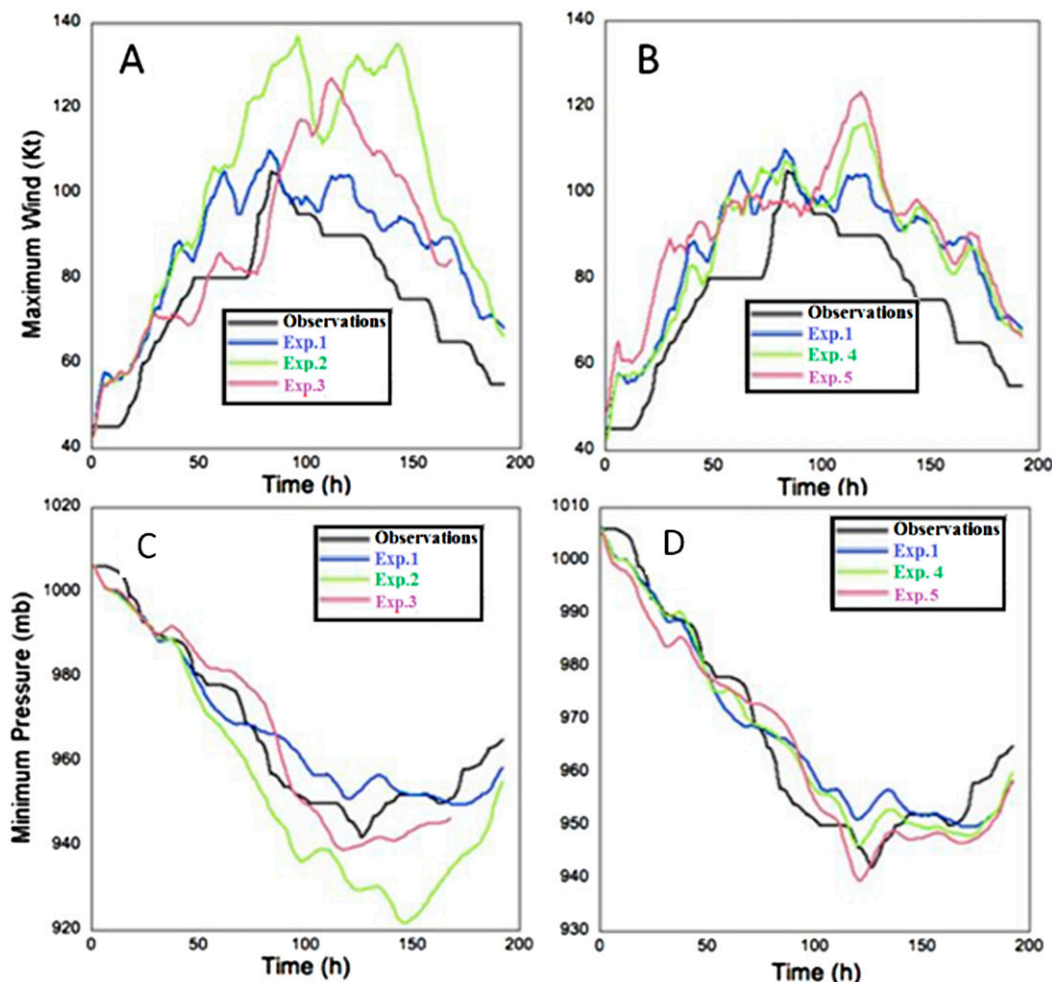 A
Maximum Wind (Kt)
140
120
100
80
60
40
Observations
Exp.1
Exp.2
Exp.3
0
50
100
150
200
Time (h)
B
140
120
100
80
60
40
Observations
Exp.1
Exp. 4
Exp. 5
0
50
100
150
200
Time (h)
C
Minimum Pressure (mb)
1020
1000
980
960
940
920
Observations
Exp.1
Exp.2
Exp.3
0
50
100
150
200
Time (h)
D
1010
1000
990
980
970
960
950
940
930
Observations
Exp.1
Exp. 4
Exp. 5
0
50
100
150
200
Time (h)